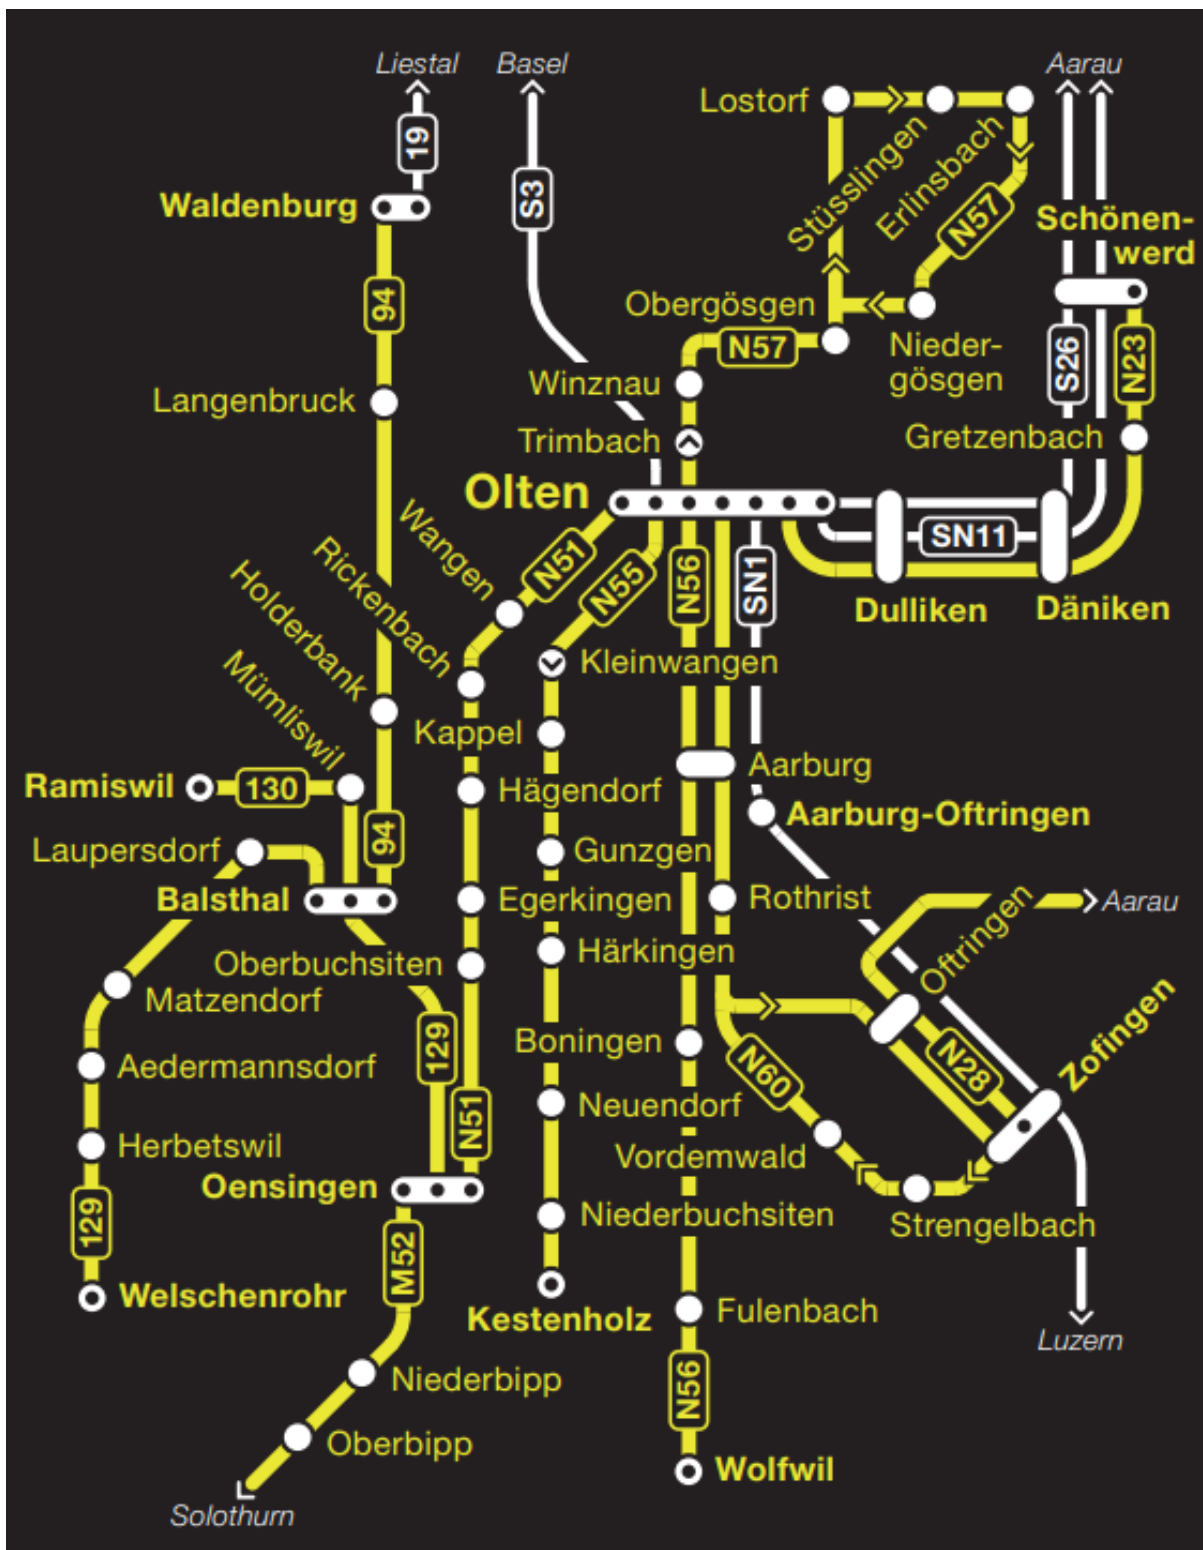 Liestal
Basel
Aarau
Lostorf
19
Stüsslingen
Erlinsbach
S3
Waldenburg
N57
Schönen-
werd
94
Obergösgen
N57
Nieder-
gösgen
S26
N23
Winznau
Langenbruck
Trimbach
Gretzenbach
Olten
Wangen
SN11
Rickenbach
N51
N55
N56
SN1
Dulliken
Däniken
Holderbank
Mümliswil
Kleinwangen
Kappel
Aarburg
Ramiswil
130
Hägendorf
Aarburg-Oftringen
94
Laupersdorf
Gunzgen
Balsthal
Egerkingen
Rothrist
Aarau
Oftringen
Oberbuchsiten
Härkingen
Matzendorf
Zofingen
129
Boningen
N60
N28
Aedermannsdorf
Neuendorf
N51
Herbetswil
Vordemwald
Oensingen
129
Niederbuchsiten
Strengelbach
M52
Welschenrohr
Kestenholz
Fulenbach
Luzern
Niederbipp
N56
Oberbipp
Wolfwil
Solothurn